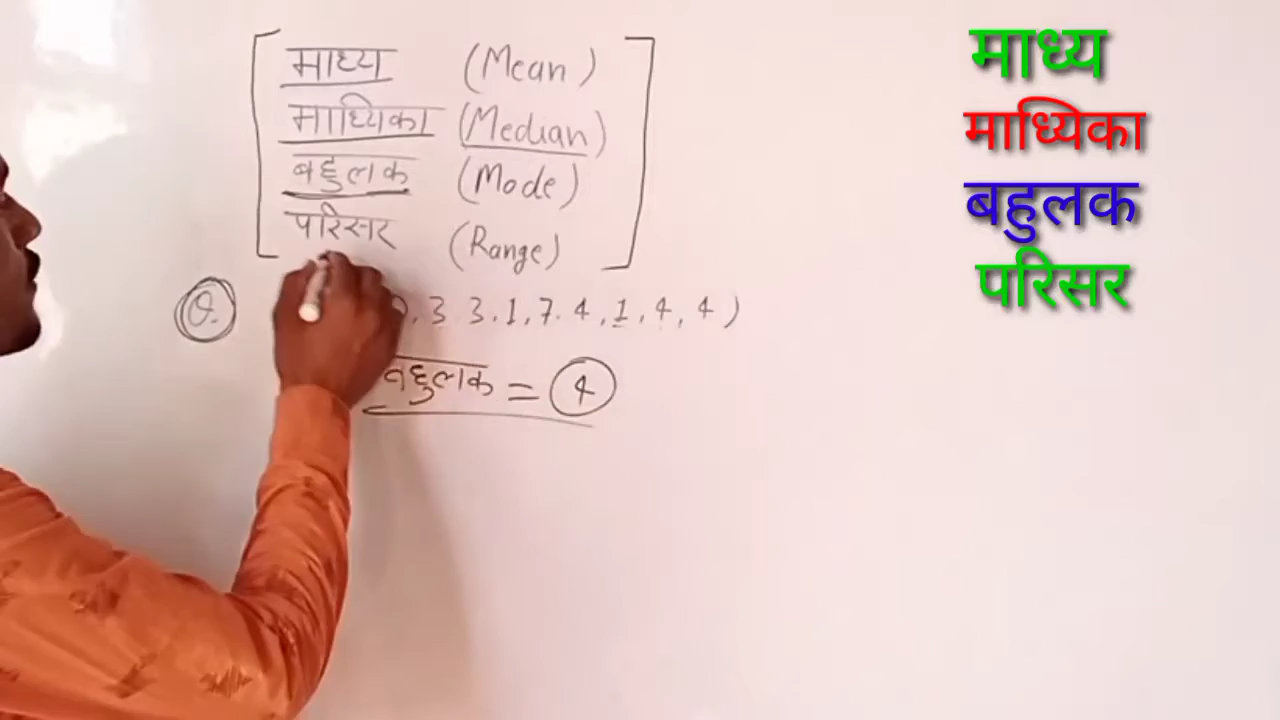 माध्य (Mean)
माध्यिका (Median)
बहुलक (Mode)
परिसर (Range)
Q.
3 3, 1, 7, 4, 1, 4, 4 )
बहुलक = 4
माध्य
माध्यिका
बहुलक
परिसर